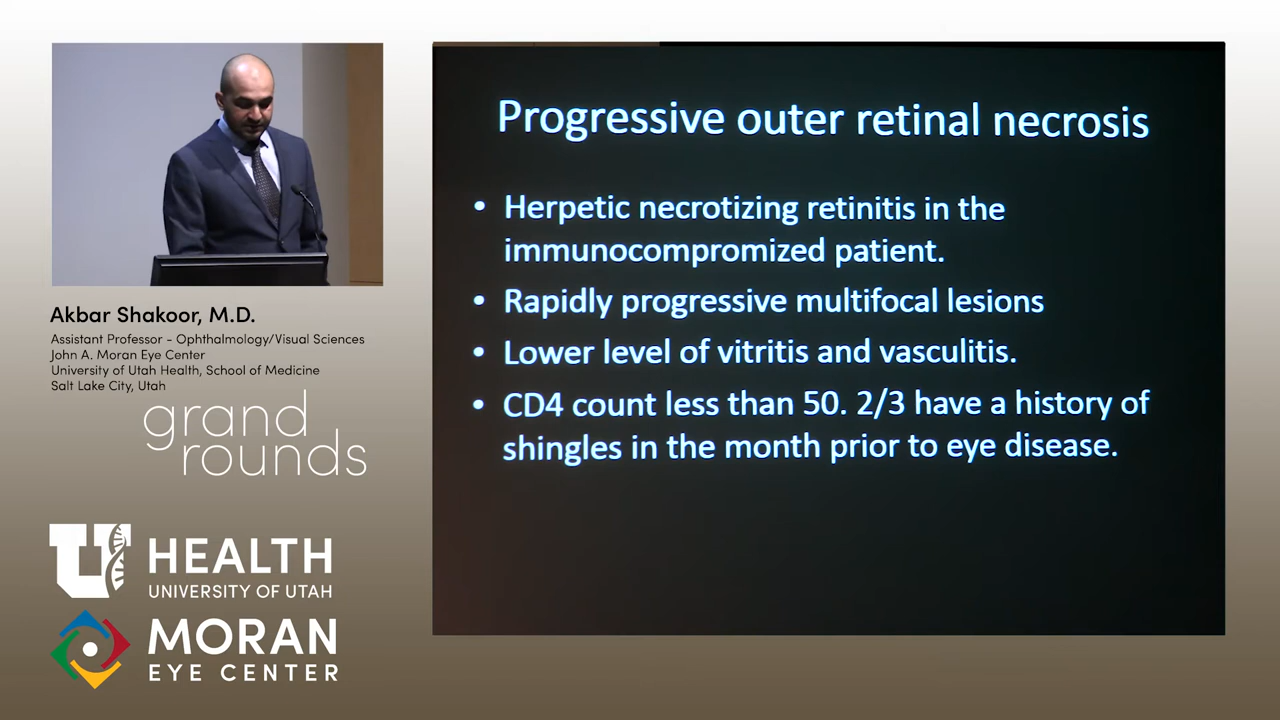 Progressive outer retinal necrosis
• Herpetic necrotizing retinitis in the
immunocompromized patient.
• Rapidly progressive multifocal lesions
• Lower level of vitritis and vasculitis.
• CD4 count less than 50. 2/3 have a history of
shingles in the month prior to eye disease.
Akbar Shakoor, M.D.
Assistant Professor - Ophthalmology/Visual Sciences
John A. Moran Eye Center
University of Utah Health, School of Medicine
Salt Lake City, Utah
grand
rounds
U HEALTH
UNIVERSITY OF UTAH
MORAN
EYE CENTER